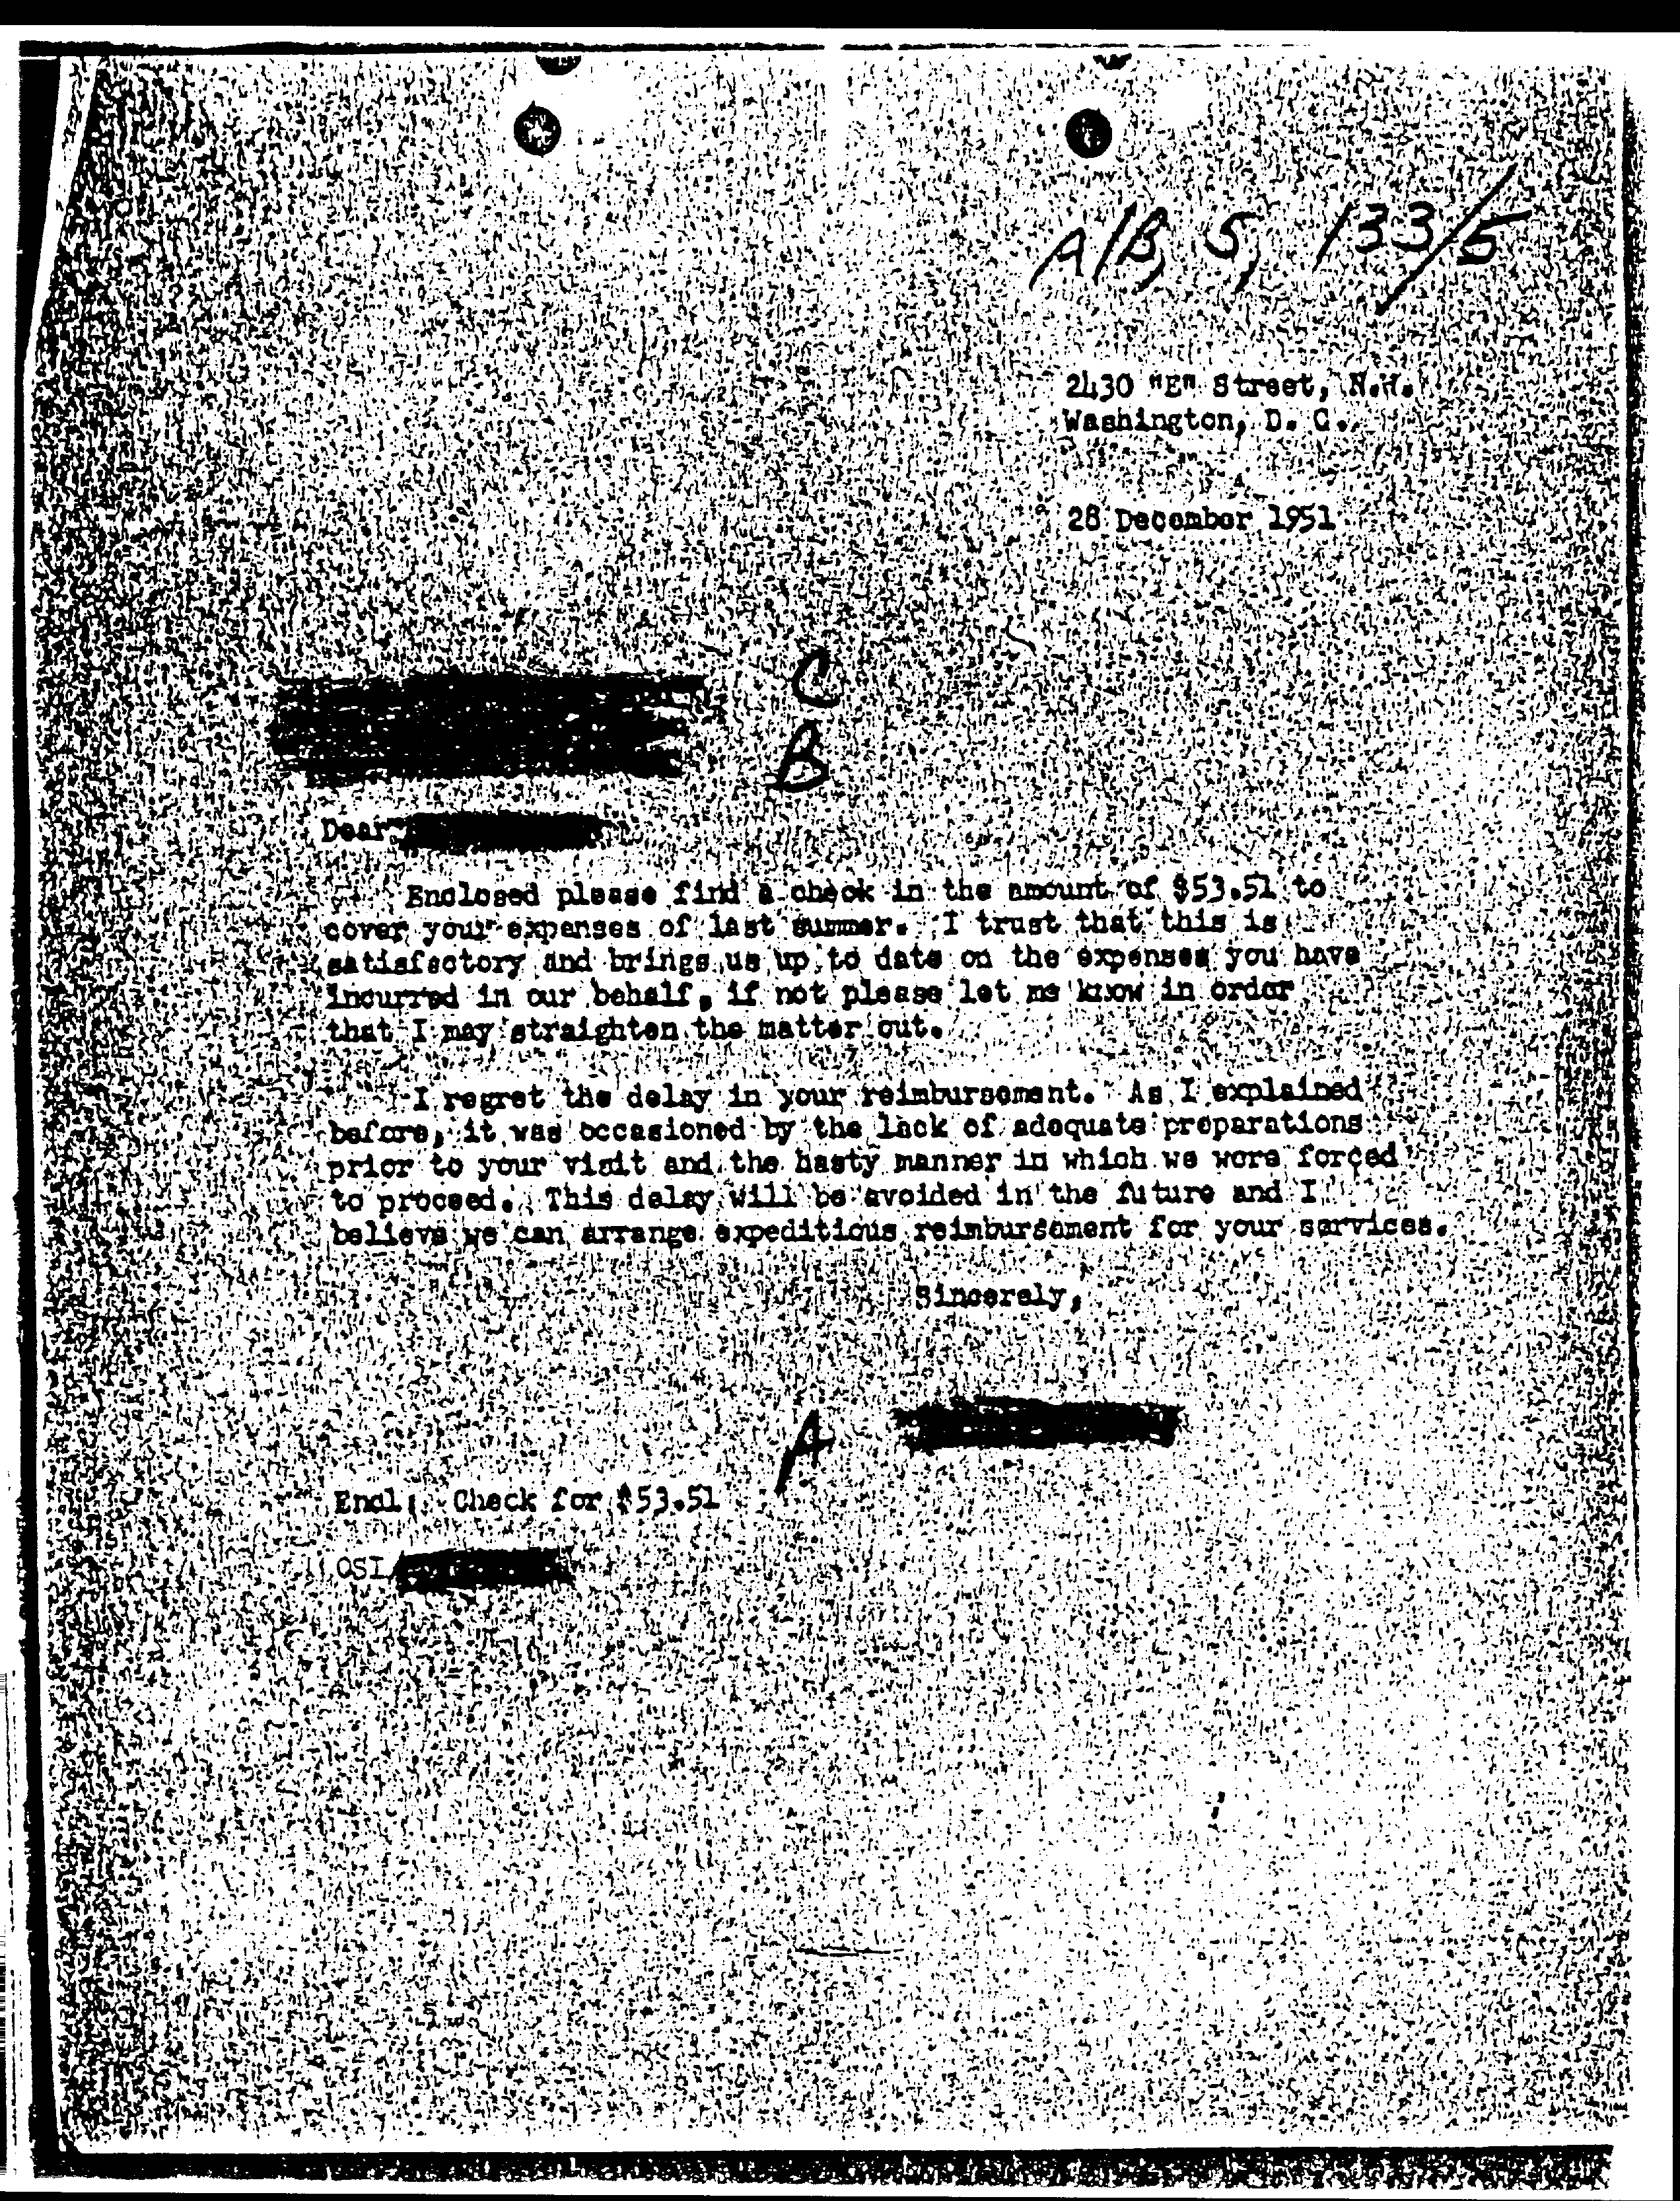 A/B, 5, 133/5
2430 "E" Street, N.W.
Washington, D. C.
28 December 1951
C
B
Dear
Enclosed please find a check in the amount of $53.51 to
cover your expenses of last summer. I trust that this is
satisfactory and brings us up to date on the expenses you have
incurred in our behalf, if not please let me know in order
that I may straighten the matter out.
I regret the delay in your reimbursement. As I explained
before, it was occasioned by the lack of adequate preparations
prior to your visit and the hasty manner in which we were forced
to proceed. This delay will be avoided in the future and I
believe we can arrange expeditious reimbursement for your services.
Sincerely,
A
Encl: Check for $53.51
OSI/